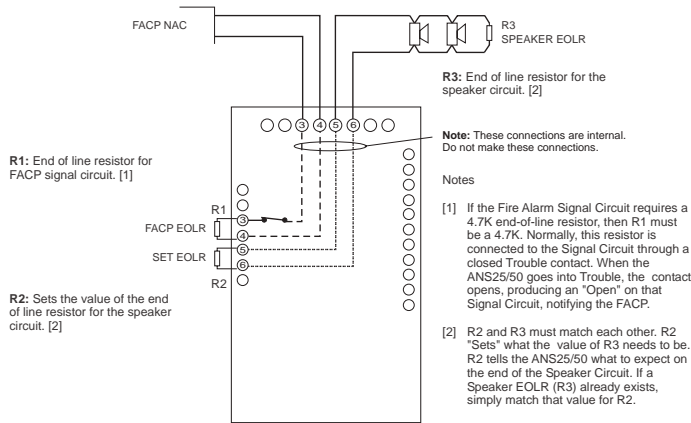 FACP NAC
R3
SPEAKER EOLR
R3: End of line resistor for the
speaker circuit. [2]
3 4 5 6
Note: These connections are internal.
Do not make these connections.
R1: End of line resistor for
FACP signal circuit. [1]
Notes
R1
3
FACP EOLR
4
5
SET EOLR
6
R2
R2: Sets the value of the end
of line resistor for the speaker
circuit. [2]
[1] If the Fire Alarm Signal Circuit requires a
4.7K end-of-line resistor, then R1 must
be a 4.7K. Normally, this resistor is
connected to the Signal Circuit through a
closed Trouble contact. When the
ANS25/50 goes into Trouble, the contact
opens, producing an "Open" on that
Signal Circuit, notifying the FACP.
[2] R2 and R3 must match each other. R2
"Sets" what the value of R3 needs to be.
R2 tells the ANS25/50 what to expect on
the end of the Speaker Circuit. If a
Speaker EOLR (R3) already exists,
simply match that value for R2.